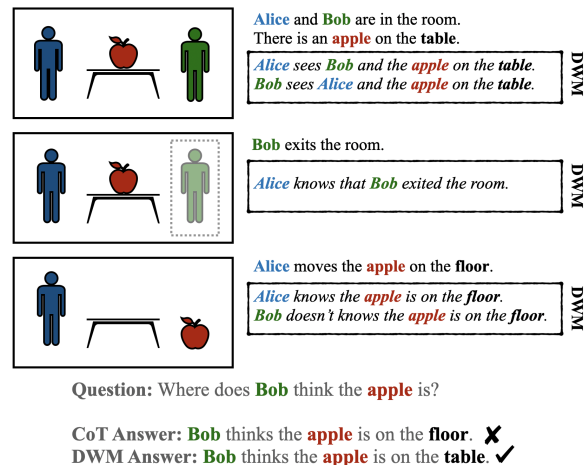 Alice and Bob are in the room.
There is an apple on the table.
Alice sees Bob and the apple on the table.
Bob sees Alice and the apple on the table.
DWM
Bob exits the room.
Alice knows that Bob exited the room.
DWM
Alice moves the apple on the floor.
Alice knows the apple is on the floor.
Bob doesn't knows the apple is on the floor.
DWM
Question: Where does Bob think the apple is?
CoT Answer: Bob thinks the apple is on the floor. ✘
DWM Answer: Bob thinks the apple is on the table. ✓